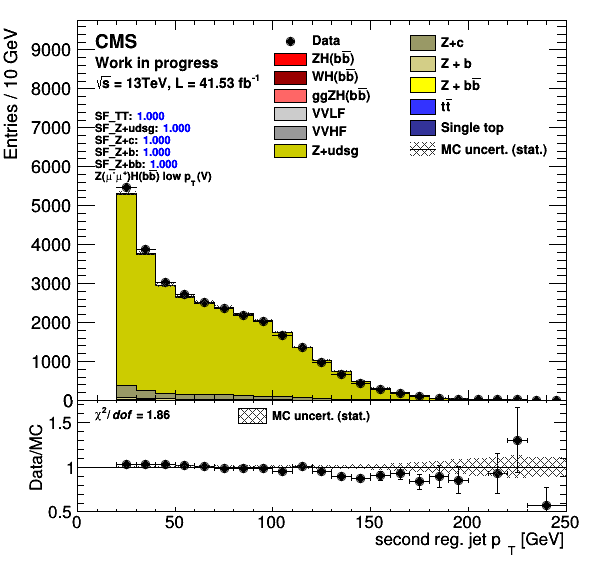 CMS
Work in progress
√s = 13TeV, L = 41.53 fb⁻¹
SF_TT: 1.000
SF_Z+udsg: 1.000
SF_Z+c: 1.000
SF_Z+b: 1.000
SF_Z+bb: 1.000
Z(μ⁻μ⁺)H(bb̅) low p_T(V)
Data
ZH(bb̅)
WH(bb̅)
ggZH(bb̅)
VVLF
VVHF
Z+udsg
Z+c
Z + b
Z + bb̅
tt̅
Single top
MC uncert. (stat.)
Entries / 10 GeV
9000
8000
7000
6000
5000
4000
3000
2000
1000
0
χ²/dof = 1.86
MC uncert. (stat.)
Data/MC
1.5
1
0.5
0 50 100 150 200 250
second reg. jet p_T [GeV]